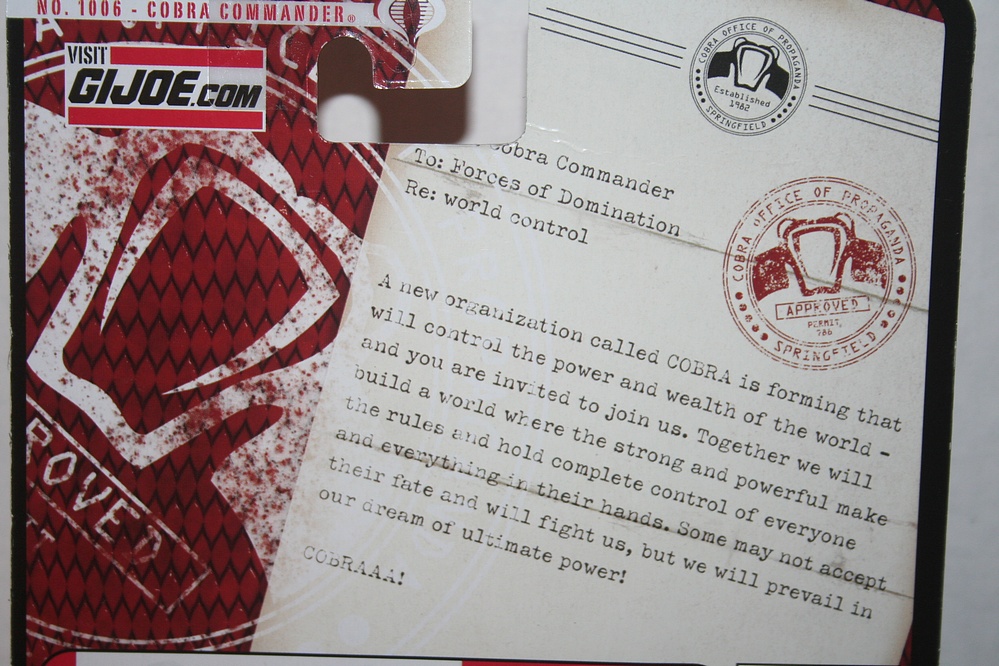 NO. 1006 - COBRA COMMANDER®
VISIT
GIJOE.COM
COBRA OFFICE OF PROPAGANDA
Established
1982
SPRINGFIELD
Cobra Commander
To: Forces of Domination
Re: world control
COBRA OFFICE OF PROPAGANDA
APPROVED
PERMIT.
786
SPRINGFIELD
A new organization called COBRA is forming that
will control the power and wealth of the world -
and you are invited to join us. Together we will
build a world where the strong and powerful make
the rules and hold complete control of everyone
and everything in their hands. Some may not accept
their fate and will fight us, but we will prevail in
our dream of ultimate power!
COBRAAA!
ROVED